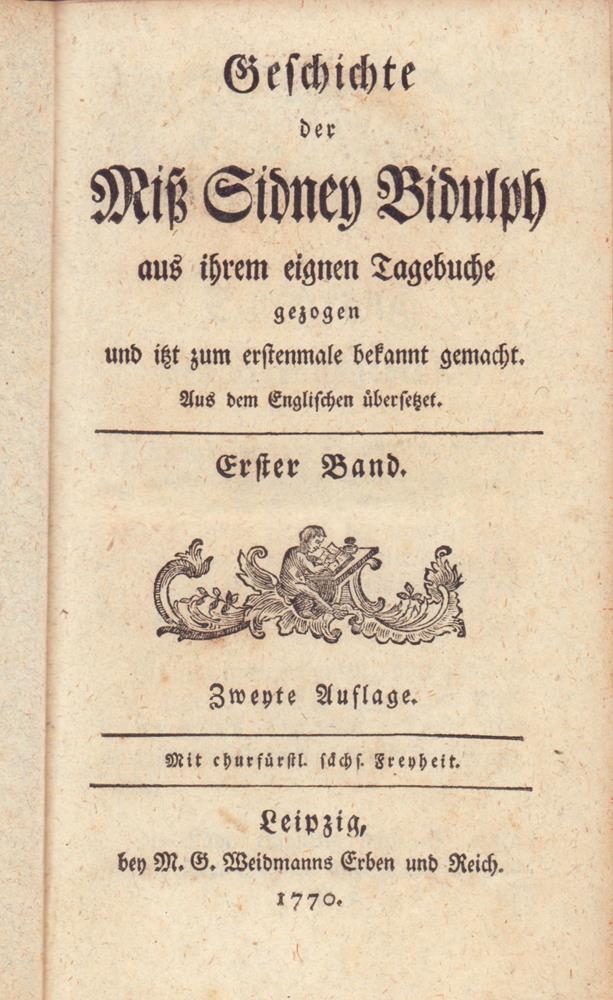 Geſchichte
der
Miß Sidney Bidulph
aus ihrem eignen Tagebuche
gezogen
und itzt zum erstenmale bekannt gemacht.
Aus dem Engliſchen überſetzet.
Erſter Band.
Zweyte Auflage.
Mit churfürſtl. ſächſ. Freyheit.
Leipzig,
bey M. G. Weidmanns Erben und Reich.
1770.